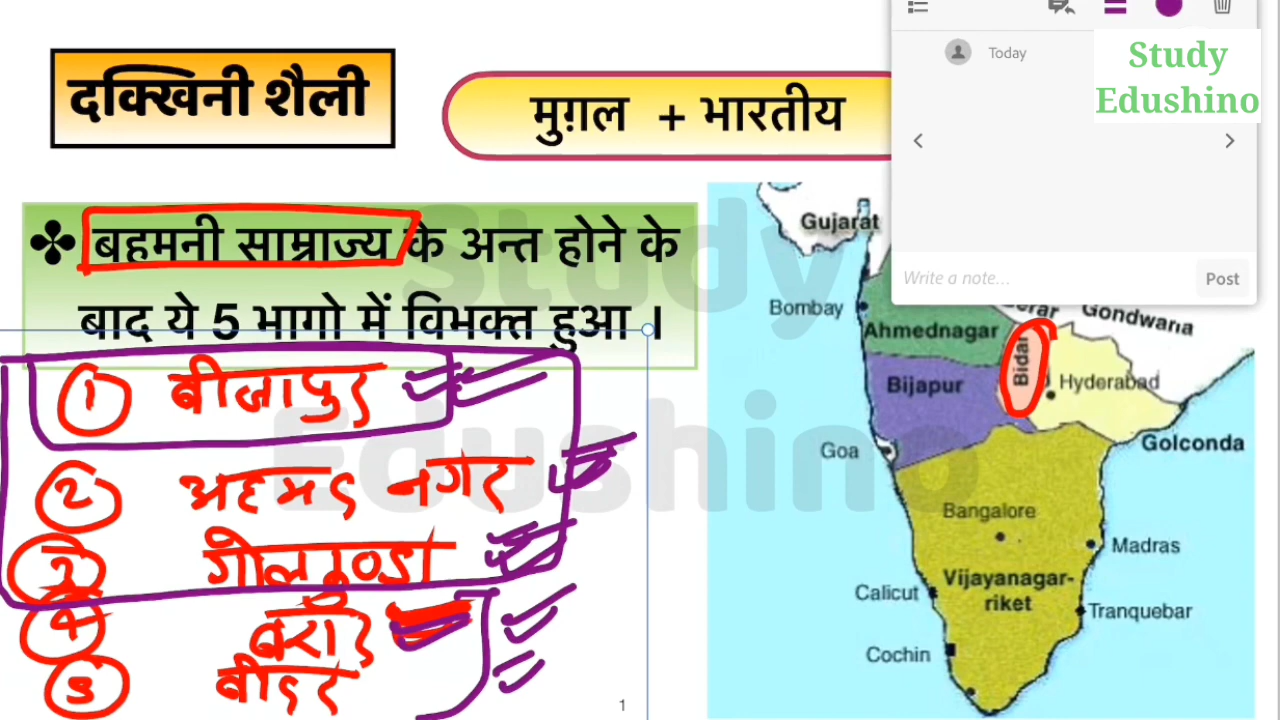 दक्खिनी शैली
मुग़ल + भारतीय
Today
Study
Edushino
Write a note...
Post
बहमनी साम्राज्य के अन्त होने के
बाद ये 5 भागो में विभक्त हुआ ।
① बीजापुर
② अहमद नगर
③ गोलकुण्डा
④ बरार
⑤ बीदर
Study
Edushino
Gujarat
Bombay
Ahmednagar
Berar
Gondwana
Bidar
Bijapur
Hyderabad
Goa
Golconda
Bangalore
Madras
Calicut
Vijayanagar-
riket
Tranquebar
Cochin
1